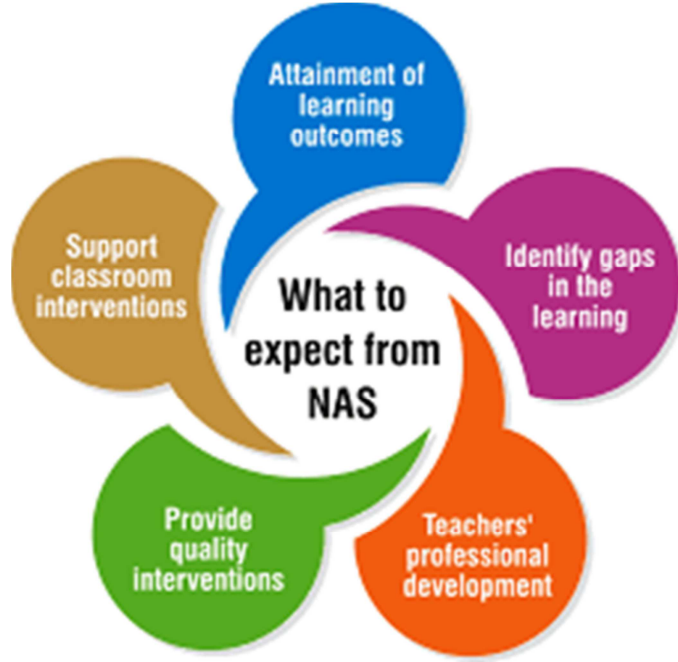 Attainment of
learning
outcomes
Identify gaps
in the
learning
Teachers'
professional
development
Provide
quality
interventions
Support
classroom
interventions
What to
expect from
NAS